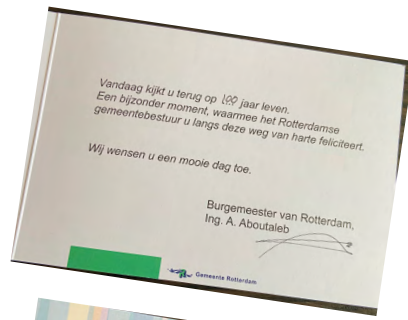 Vandaag kijkt u terug op 100 jaar leven.
Een bijzonder moment, waarmee het Rotterdamse
gemeentebestuur u langs deze weg van harte feliciteert.
Wij wensen u een mooie dag toe.
Burgemeester van Rotterdam,
Ing. A. Aboutaleb
Gemeente Rotterdam